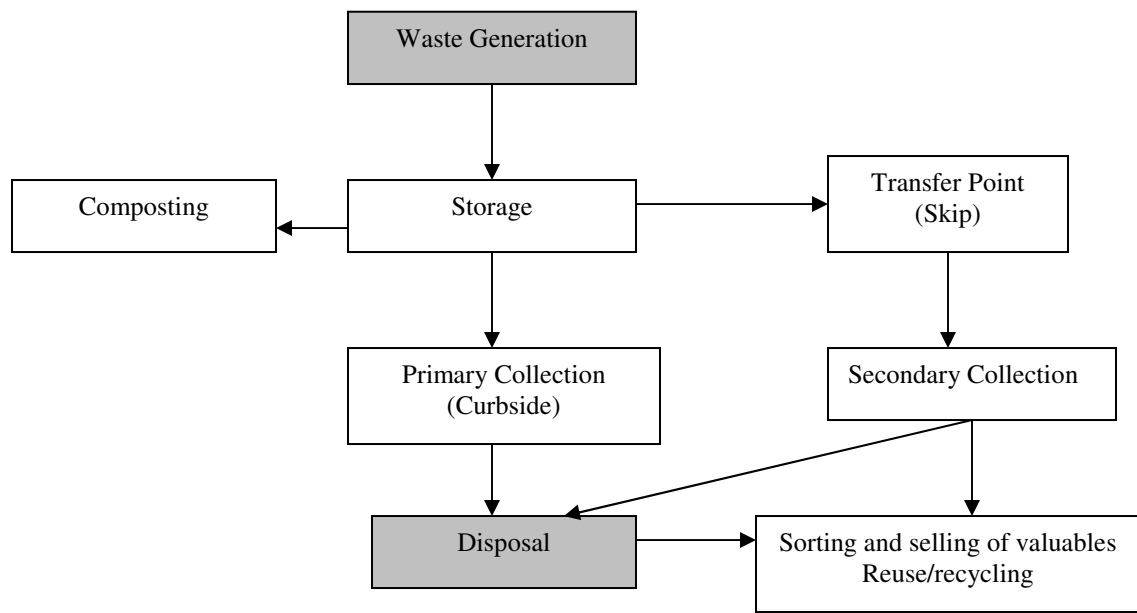 Waste Generation
Composting
Storage
Transfer Point
(Skip)
Primary Collection
(Curbside)
Secondary Collection
Disposal
Sorting and selling of valuables
Reuse/recycling